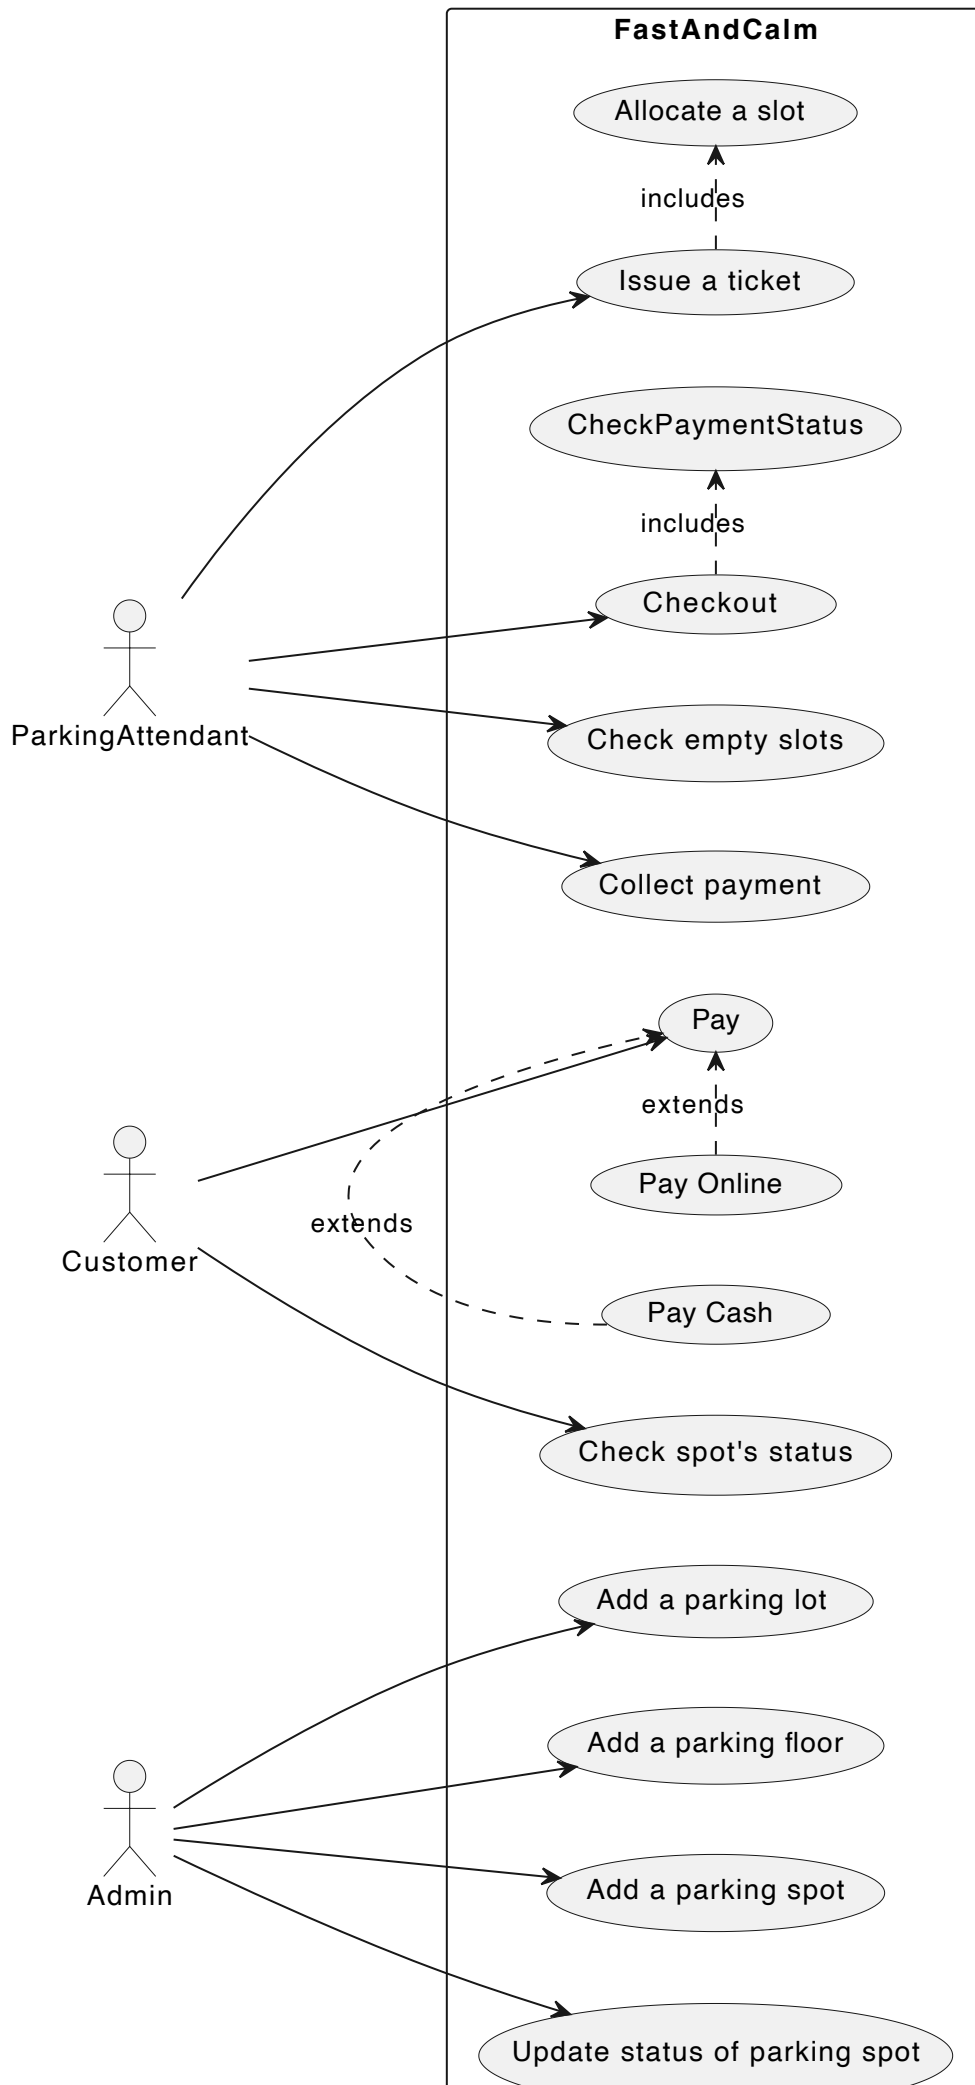 FastAndCalm
Allocate a slot
includes
Issue a ticket
CheckPaymentStatus
includes
Checkout
ParkingAttendant
Check empty slots
Collect payment
Pay
extends
Pay Online
extends
Customer
Pay Cash
Check spot's status
Add a parking lot
Add a parking floor
Add a parking spot
Admin
Update status of parking spot